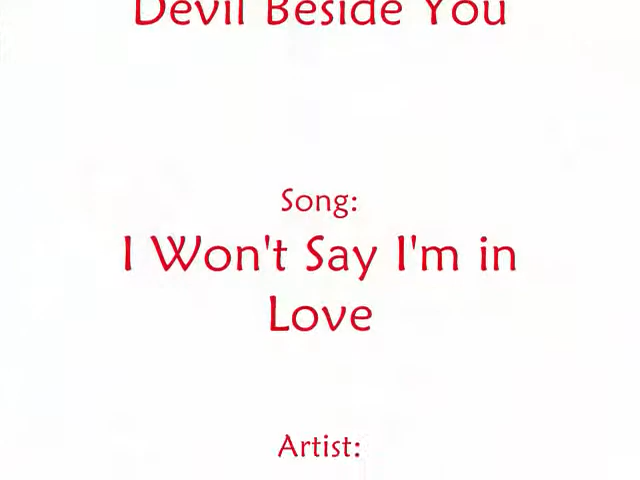 Devil Beside You
Song:
I Won't Say I'm in
Love
Artist: